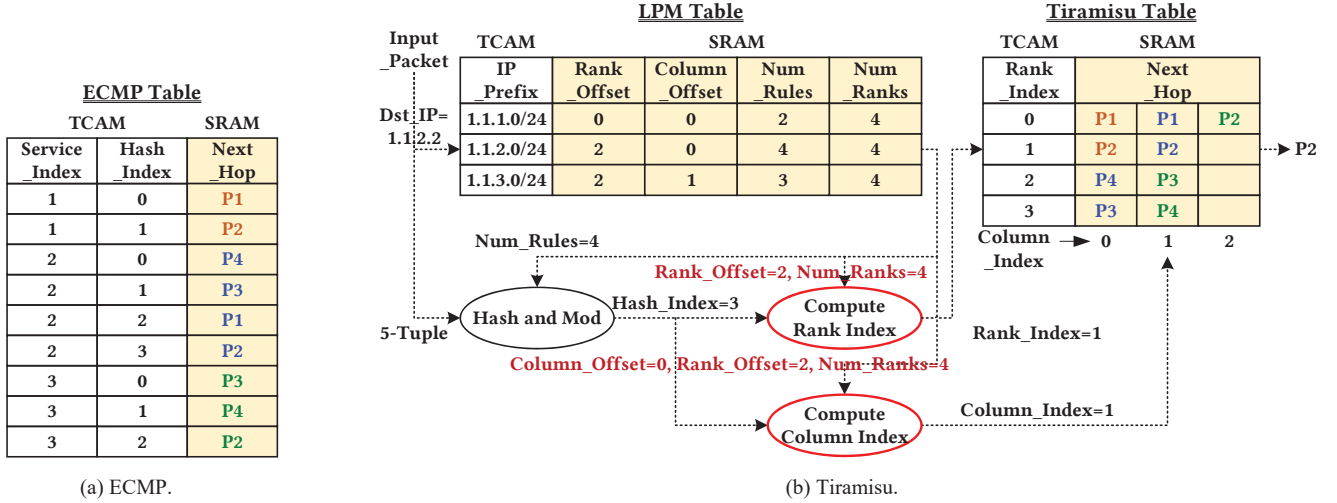 ECMP Table
TCAM SRAM
Service
_Index
Hash
_Index
Next
_Hop
1 0 P1
1 1 P2
2 0 P4
2 1 P3
2 2 P1
2 3 P2
3 0 P3
3 1 P4
3 2 P2
(a) ECMP.
Input
_Packet
Dst_IP=
1.1.2.2
5-Tuple
LPM Table
TCAM SRAM
IP
_Prefix
Rank
_Offset
Column
_Offset
Num
_Rules
Num
_Ranks
1.1.1.0/24 0 0 2 4
1.1.2.0/24 2 0 4 4
1.1.3.0/24 2 1 3 4
Num_Rules=4
Rank_Offset=2, Num_Ranks=4
Hash and Mod
Hash_Index=3
Compute
Rank Index
Rank_Index=1
Column_Offset=0, Rank_Offset=2, Num_Ranks=4
Compute
Column Index
Column_Index=1
Tiramisu Table
TCAM SRAM
Rank
_Index
Next
_Hop
0 P1 P1 P2
1 P2 P2
2 P4 P3
3 P3 P4
Column
_Index
0 1 2
P2
(b) Tiramisu.